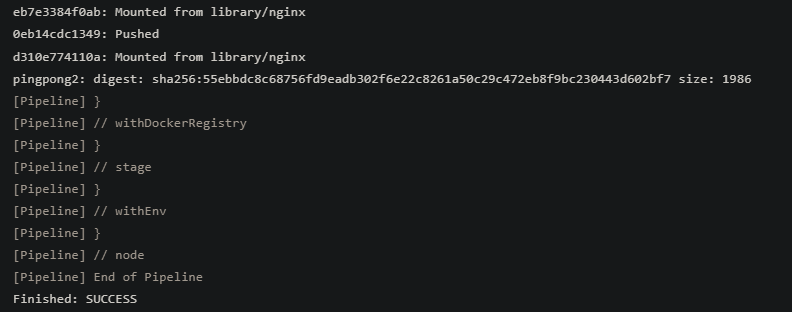 eb7e3384f0ab: Mounted from library/nginx
0eb14cdc1349: Pushed
d310e774110a: Mounted from library/nginx
pingpong2: digest: sha256:55ebbdc8c68756fd9eadb302f6e22c8261a50c29c472eb8f9bc230443d602bf7 size: 1986
[Pipeline] }
[Pipeline] // withDockerRegistry
[Pipeline] }
[Pipeline] // stage
[Pipeline] }
[Pipeline] // withEnv
[Pipeline] }
[Pipeline] // node
[Pipeline] End of Pipeline
Finished: SUCCESS